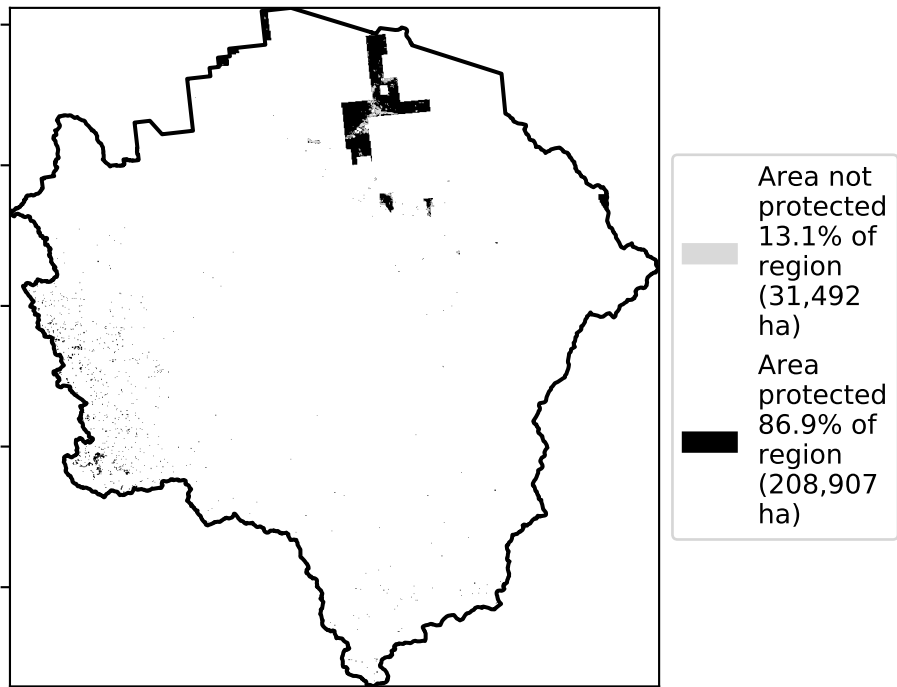 Area not
protected
13.1% of
region
(31,492
ha)
Area
protected
86.9% of
region
(208,907
ha)